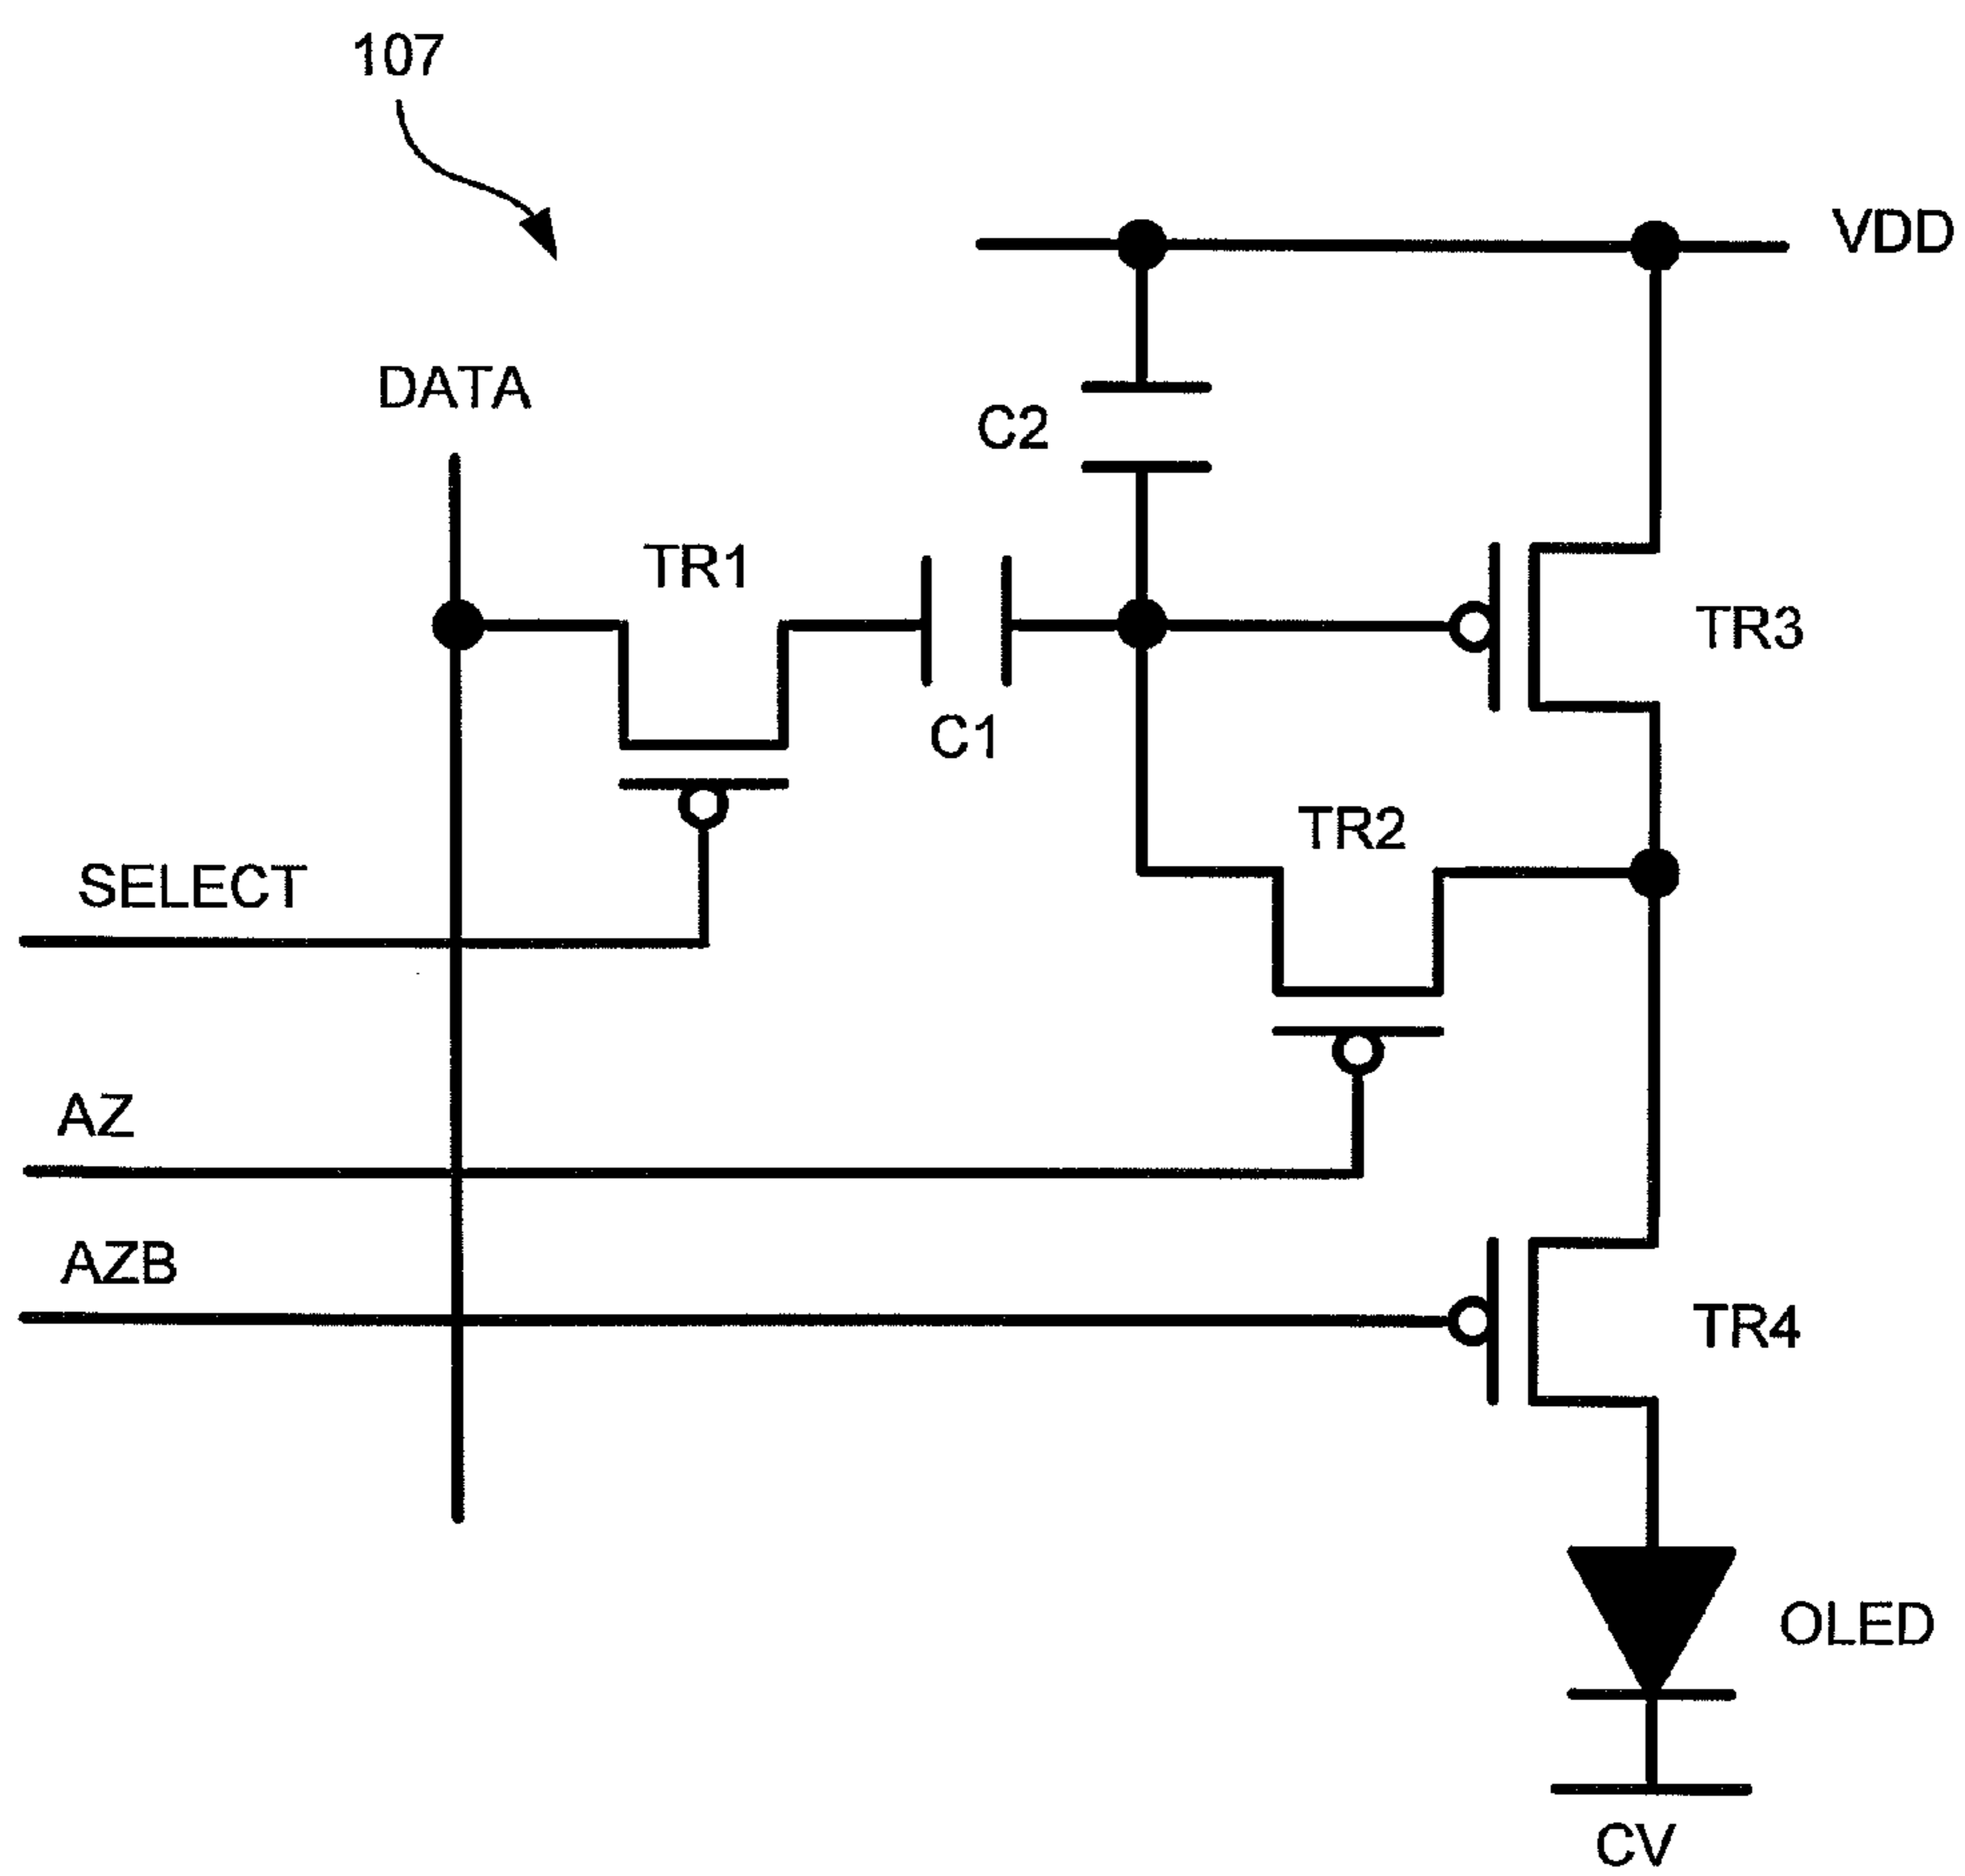 107
VDD
DATA
C2
TR1
TR3
C1
TR2
SELECT
AZ
AZB
TR4
OLED
CV